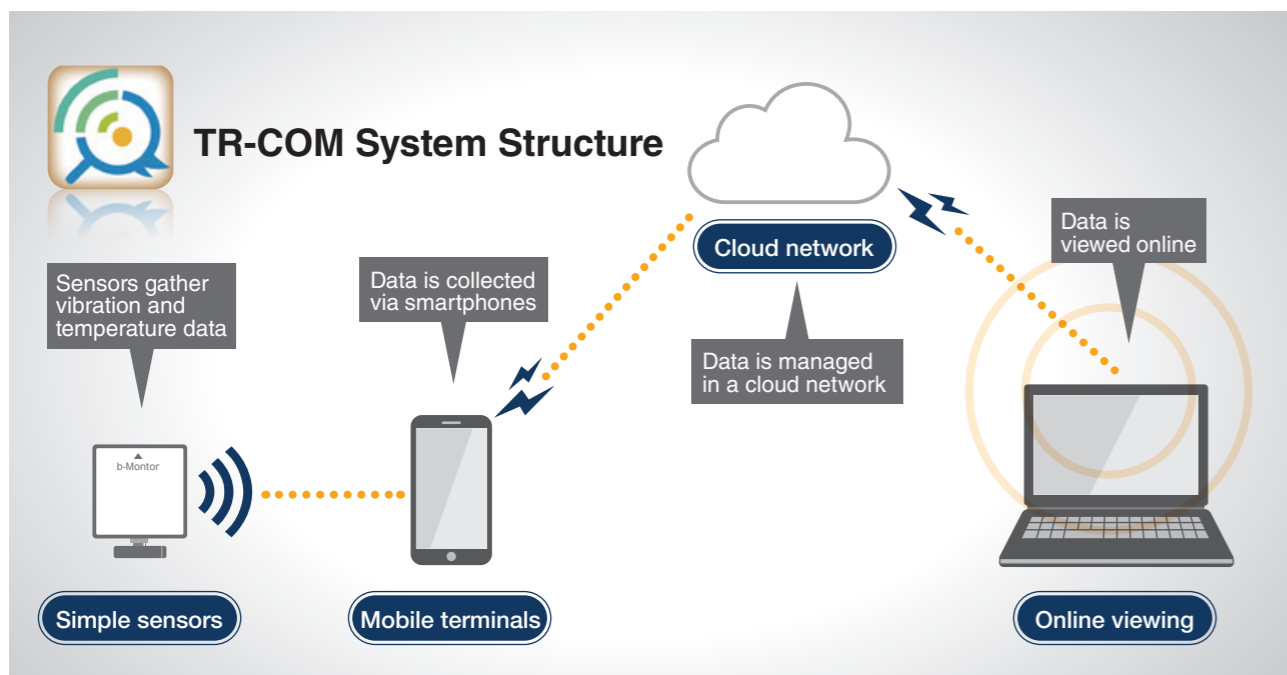 TR-COM System Structure
Sensors gather
vibration and
temperature data
Data is collected
via smartphones
Cloud network
Data is managed
in a cloud network
Data is
viewed online
b-Montor
Simple sensors
Mobile terminals
Online viewing